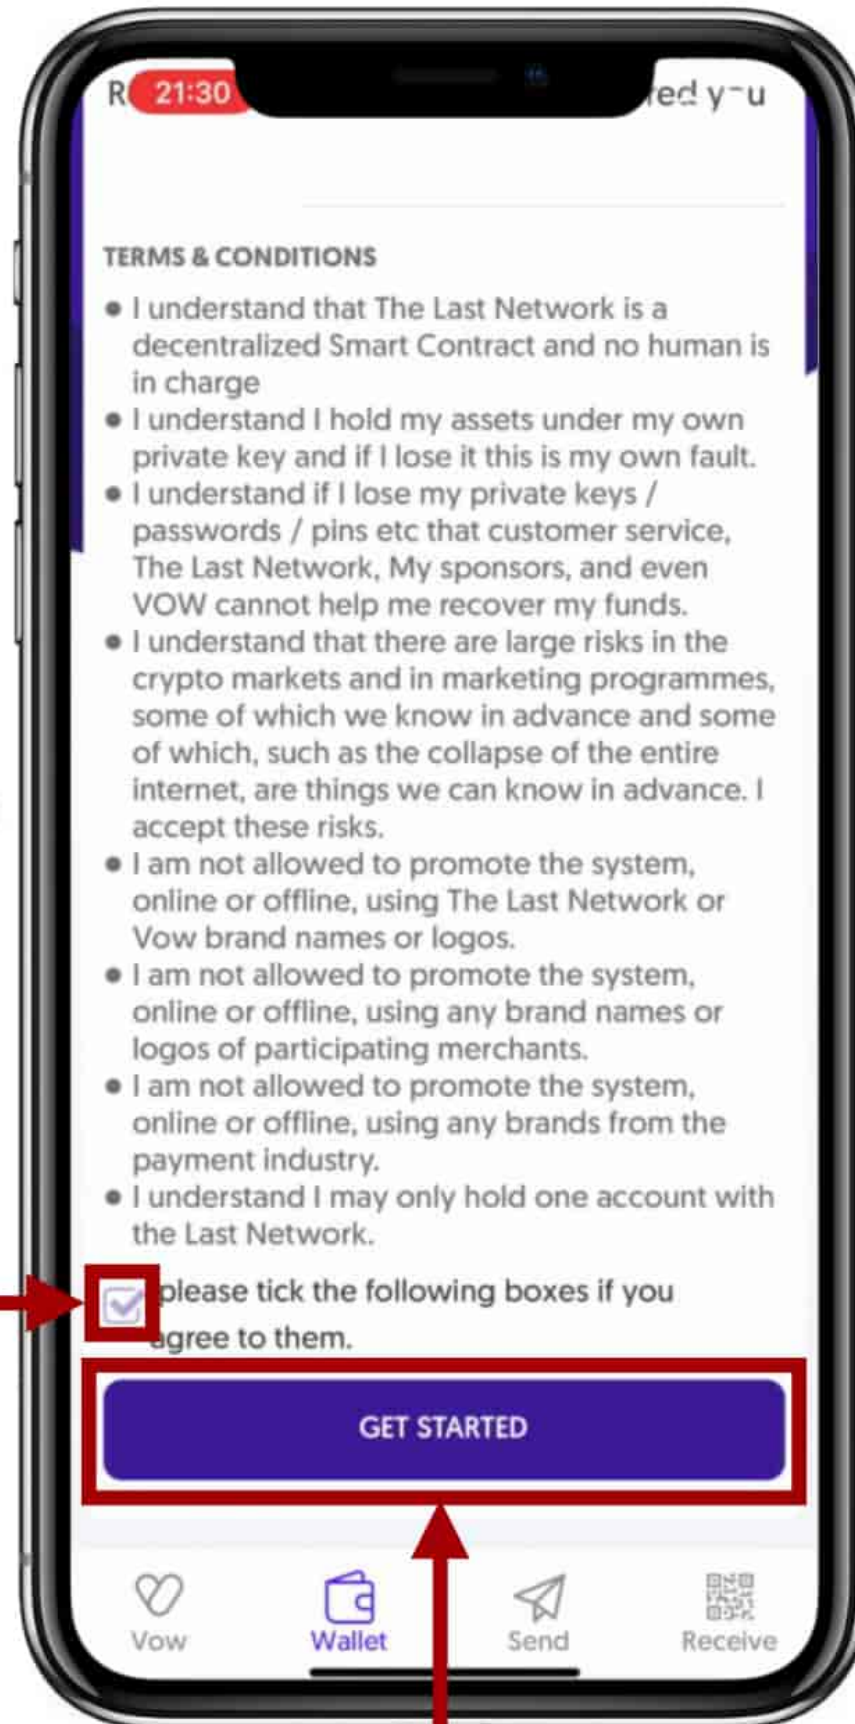 R 21:30 red y u
TERMS & CONDITIONS
• I understand that The Last Network is a
decentralized Smart Contract and no human is
in charge
• I understand I hold my assets under my own
private key and if I lose it this is my own fault.
• I understand if I lose my private keys /
passwords / pins etc that customer service,
The Last Network, My sponsors, and even
VOW cannot help me recover my funds.
• I understand that there are large risks in the
crypto markets and in marketing programmes,
some of which we know in advance and some
of which, such as the collapse of the entire
internet, are things we can know in advance. I
accept these risks.
• I am not allowed to promote the system,
online or offline, using The Last Network or
Vow brand names or logos.
• I am not allowed to promote the system,
online or offline, using any brand names or
logos of participating merchants.
• I am not allowed to promote the system,
online or offline, using any brands from the
payment industry.
• I understand I may only hold one account with
the Last Network.
please tick the following boxes if you
agree to them.
GET STARTED
Vow Wallet Send Receive